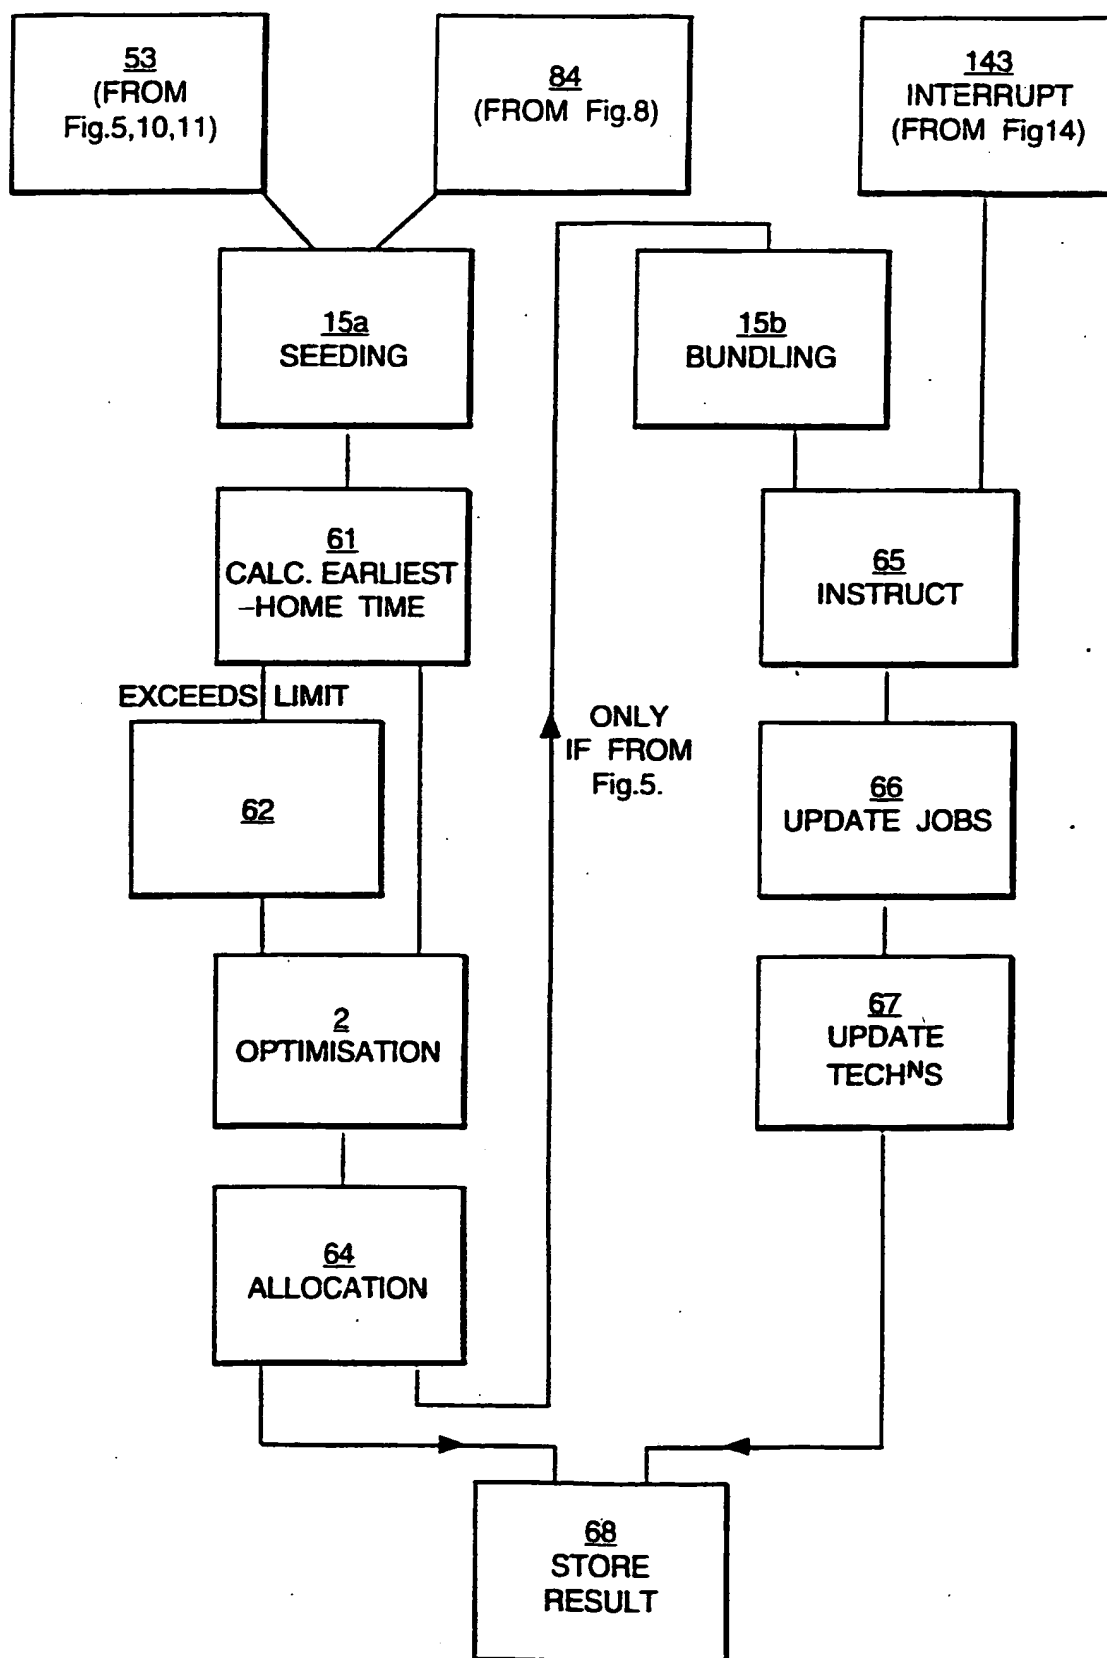 53
(FROM
Fig.5,10,11)
84
(FROM Fig.8)
143
INTERRUPT
(FROM Fig14)
15a
SEEDING
15b
BUNDLING
61
CALC. EARLIEST
-HOME TIME
65
INSTRUCT
EXCEEDS LIMIT
ONLY
IF FROM
Fig.5.
62
66
UPDATE JOBS
2
OPTIMISATION
67
UPDATE
TECHNS
64
ALLOCATION
68
STORE
RESULT